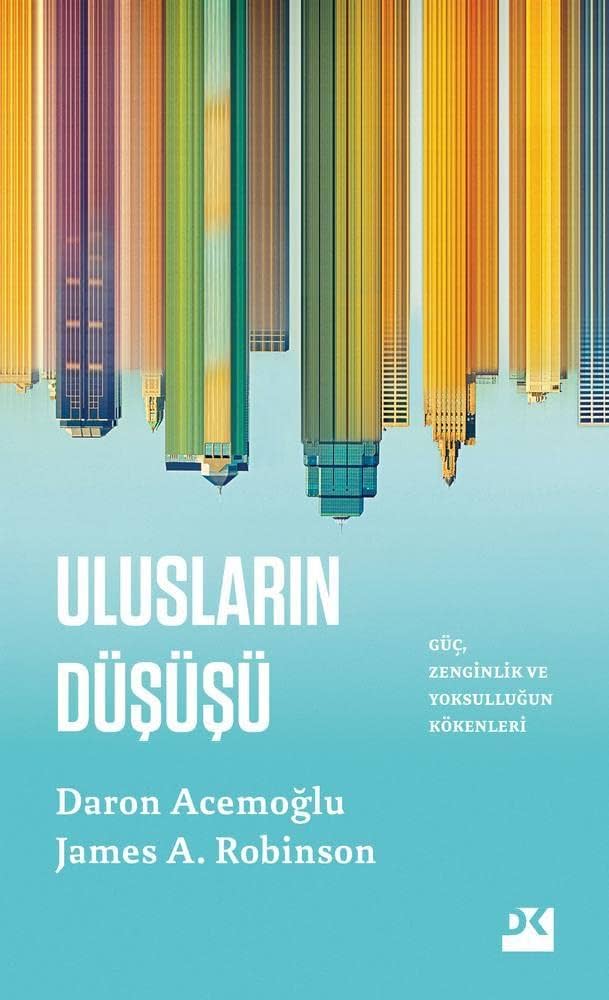 ULUSLARIN
DÜŞÜŞÜ
GÜÇ,
ZENGİNLİK VE
YOKSULLUĞUN
KÖKENLERİ
Daron Acemoğlu
James A. Robinson
DK